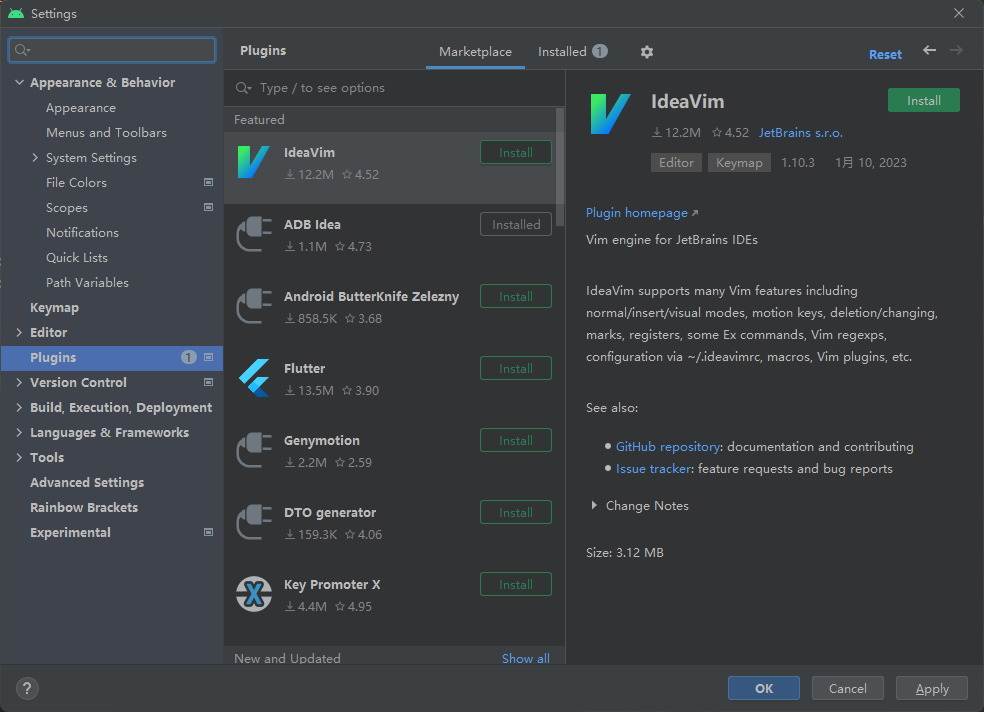 Settings
Appearance & Behavior
Appearance
Menus and Toolbars
System Settings
File Colors
Scopes
Notifications
Quick Lists
Path Variables
Keymap
Editor
Plugins 1
Version Control
Build, Execution, Deployment
Languages & Frameworks
Tools
Advanced Settings
Rainbow Brackets
Experimental
Plugins
Marketplace
Installed 1
Reset
Type / to see options
Featured
IdeaVim
12.2M 4.52
Install
ADB Idea
1.1M 4.73
Installed
Android ButterKnife Zelezny
858.5K 3.68
Install
Flutter
13.5M 3.90
Install
Genymotion
2.2M 2.59
Install
DTO generator
159.3K 4.06
Install
Key Promoter X
4.4M 4.95
Install
New and Updated
Show all
IdeaVim
Install
12.2M 4.52 JetBrains s.r.o.
Editor Keymap 1.10.3 1月 10, 2023
Plugin homepage
Vim engine for JetBrains IDEs
IdeaVim supports many Vim features including
normal/insert/visual modes, motion keys, deletion/changing,
marks, registers, some Ex commands, Vim regexps,
configuration via ~/.ideavimrc, macros, Vim plugins, etc.
See also:
GitHub repository: documentation and contributing
Issue tracker: feature requests and bug reports
Change Notes
Size: 3.12 MB
?
OK
Cancel
Apply